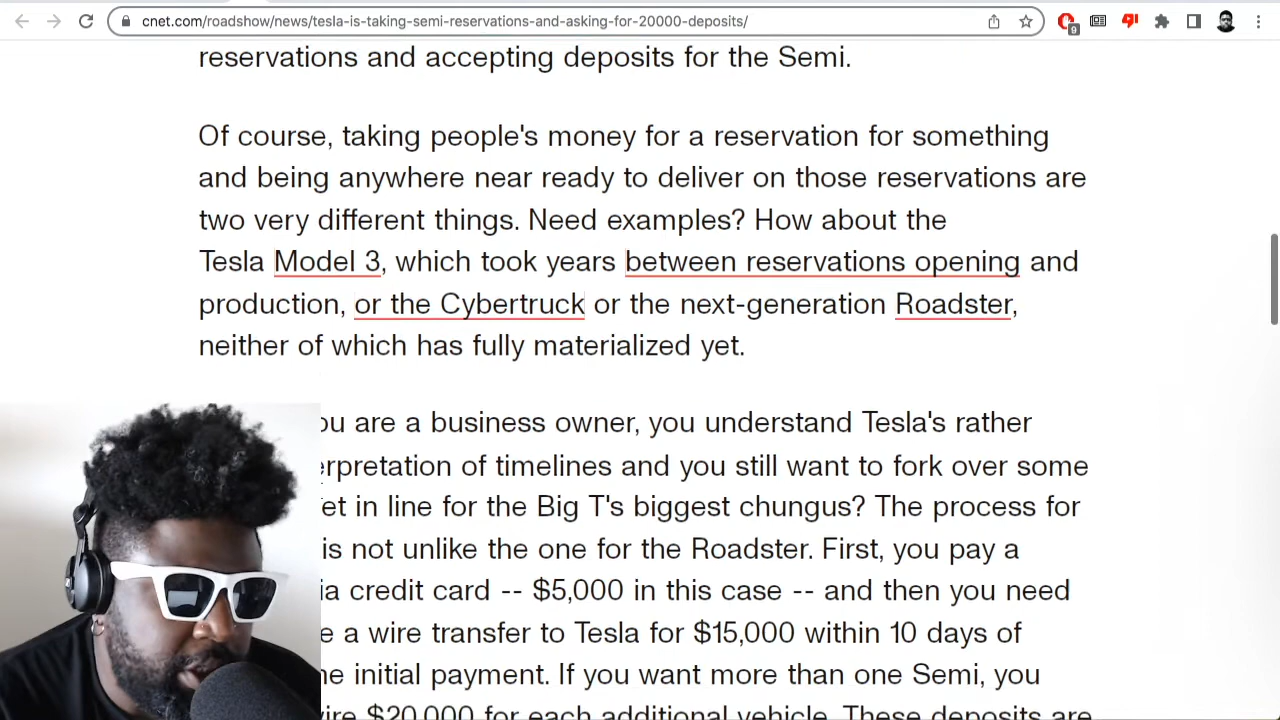 cnet.com/roadshow/news/tesla-is-taking-semi-reservations-and-asking-for-20000-deposits/
9
reservations and accepting deposits for the Semi.
Of course, taking people's money for a reservation for something
and being anywhere near ready to deliver on those reservations are
two very different things. Need examples? How about the
Tesla Model 3, which took years between reservations opening and
production, or the Cybertruck or the next-generation Roadster,
neither of which has fully materialized yet.
ou are a business owner, you understand Tesla's rather
erpretation of timelines and you still want to fork over some
et in line for the Big T's biggest chungus? The process for
is not unlike the one for the Roadster. First, you pay a
ia credit card -- $5,000 in this case -- and then you need
e a wire transfer to Tesla for $15,000 within 10 days of
he initial payment. If you want more than one Semi, you
ire $20,000 for each additional vehicle. These deposits are